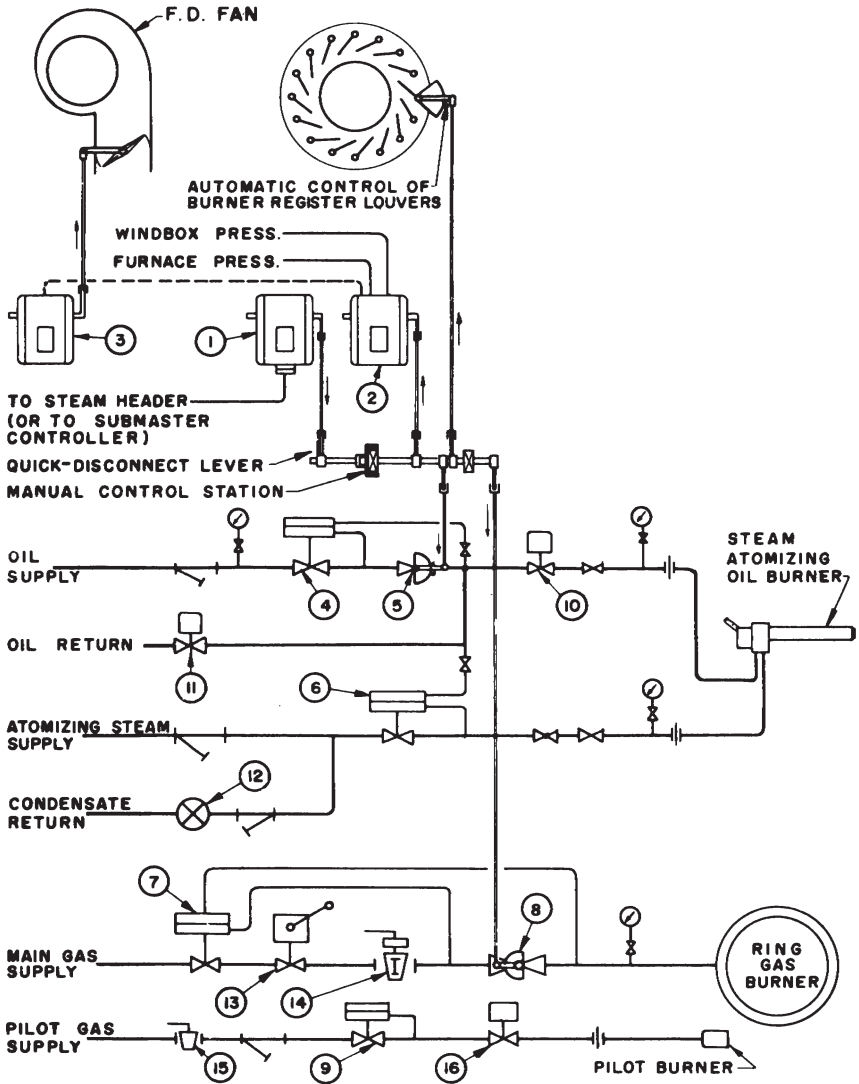 F.D. FAN
AUTOMATIC CONTROL OF
BURNER REGISTER LOUVERS
WINDBOX PRESS.
FURNACE PRESS.
3
1
2
TO STEAM HEADER
(OR TO SUBMASTER
CONTROLLER)
QUICK-DISCONNECT LEVER
MANUAL CONTROL STATION
OIL
SUPPLY
4
5
10
STEAM
ATOMIZING
OIL BURNER
OIL RETURN
11
6
ATOMIZING STEAM
SUPPLY
12
CONDENSATE
RETURN
7
8
MAIN GAS
SUPPLY
13
14
I
RING
GAS
BURNER
PILOT GAS
SUPPLY
15
9
16
PILOT BURNER